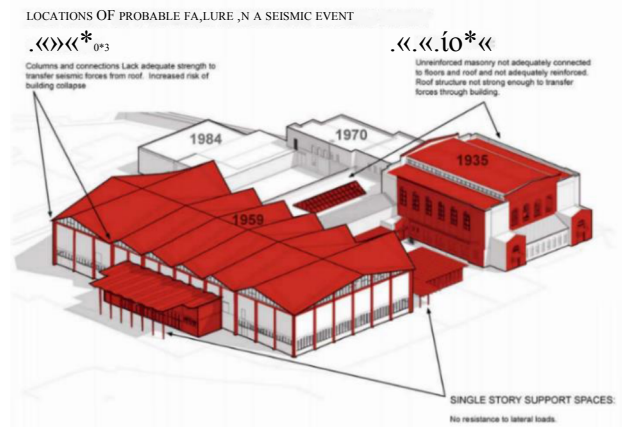 LOCATIONS OF PROBABLE FA,LURE ,N A SEISMIC EVENT
.«»«*0*3
Columns and connections Lack adequate strength to
transfer seismic forces from roof. Increased risk of
building collapse
.«.«.ío*«
Unreinforced masonry not adequately connected
to floors and roof and not adequately reinforced.
Roof structure not strong enough to transfer
forces through building.
1984
1970
1935
1959
SINGLE STORY SUPPORT SPACES:
No resistance to lateral loads.